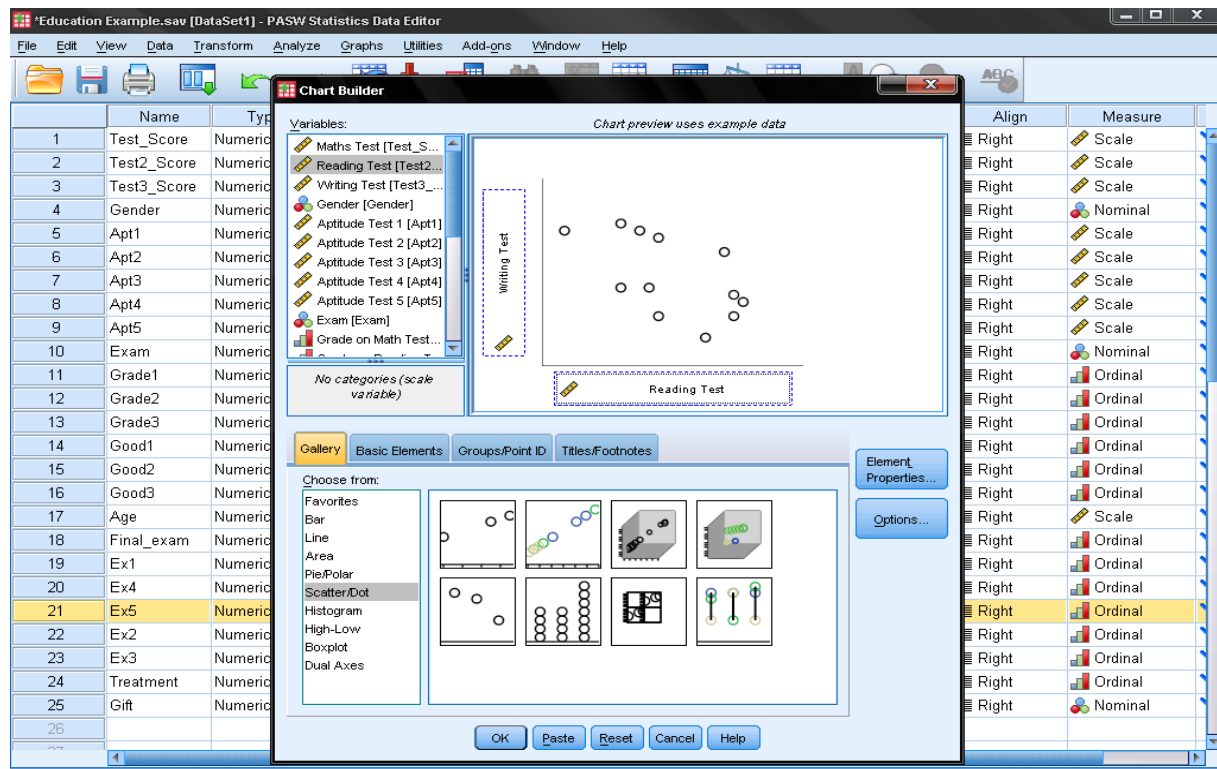 *Education Example.sav [DataSet1] - PASW Statistics Data Editor
File Edit View Data Transform Analyze Graphs Utilities Add-ons Window Help
Chart Builder
Name Typ Align Measure
Variables: Chart preview uses example data
1 Test_Score Numeric Right Scale
2 Test2_Score Numeric Right Scale
3 Test3_Score Numeric Right Scale
4 Gender Numeric Right Nominal
5 Apt1 Numeric Right Scale
6 Apt2 Numeric Right Scale
7 Apt3 Numeric Right Scale
8 Apt4 Numeric Right Scale
9 Apt5 Numeric Right Scale
10 Exam Numeric Right Nominal
11 Grade1 Numeric Right Ordinal
12 Grade2 Numeric Right Ordinal
13 Grade3 Numeric Right Ordinal
14 Good1 Numeric Right Ordinal
15 Good2 Numeric Right Ordinal
16 Good3 Numeric Right Ordinal
17 Age Numeric Right Scale
18 Final_exam Numeric Right Ordinal
19 Ex1 Numeric Right Ordinal
20 Ex4 Numeric Right Ordinal
21 Ex5 Numeric Right Ordinal
22 Ex2 Numeric Right Ordinal
23 Ex3 Numeric Right Ordinal
24 Treatment Numeric Right Ordinal
25 Gift Numeric Right Nominal
26
Maths Test [Test_S...
Reading Test [Test2...
Writing Test [Test3_...
Gender [Gender]
Aptitude Test 1 [Apt1]
Aptitude Test 2 [Apt2]
Aptitude Test 3 [Apt3]
Aptitude Test 4 [Apt4]
Aptitude Test 5 [Apt5]
Exam [Exam]
Grade on Math Test...
No categories (scale
variable)
Writing Test
Reading Test
Gallery Basic Elements Groups/Point ID Titles/Footnotes
Choose from:
Favorites
Bar
Line
Area
Pie/Polar
Scatter/Dot
Histogram
High-Low
Boxplot
Dual Axes
Element
Properties...
Options...
OK Paste Reset Cancel Help